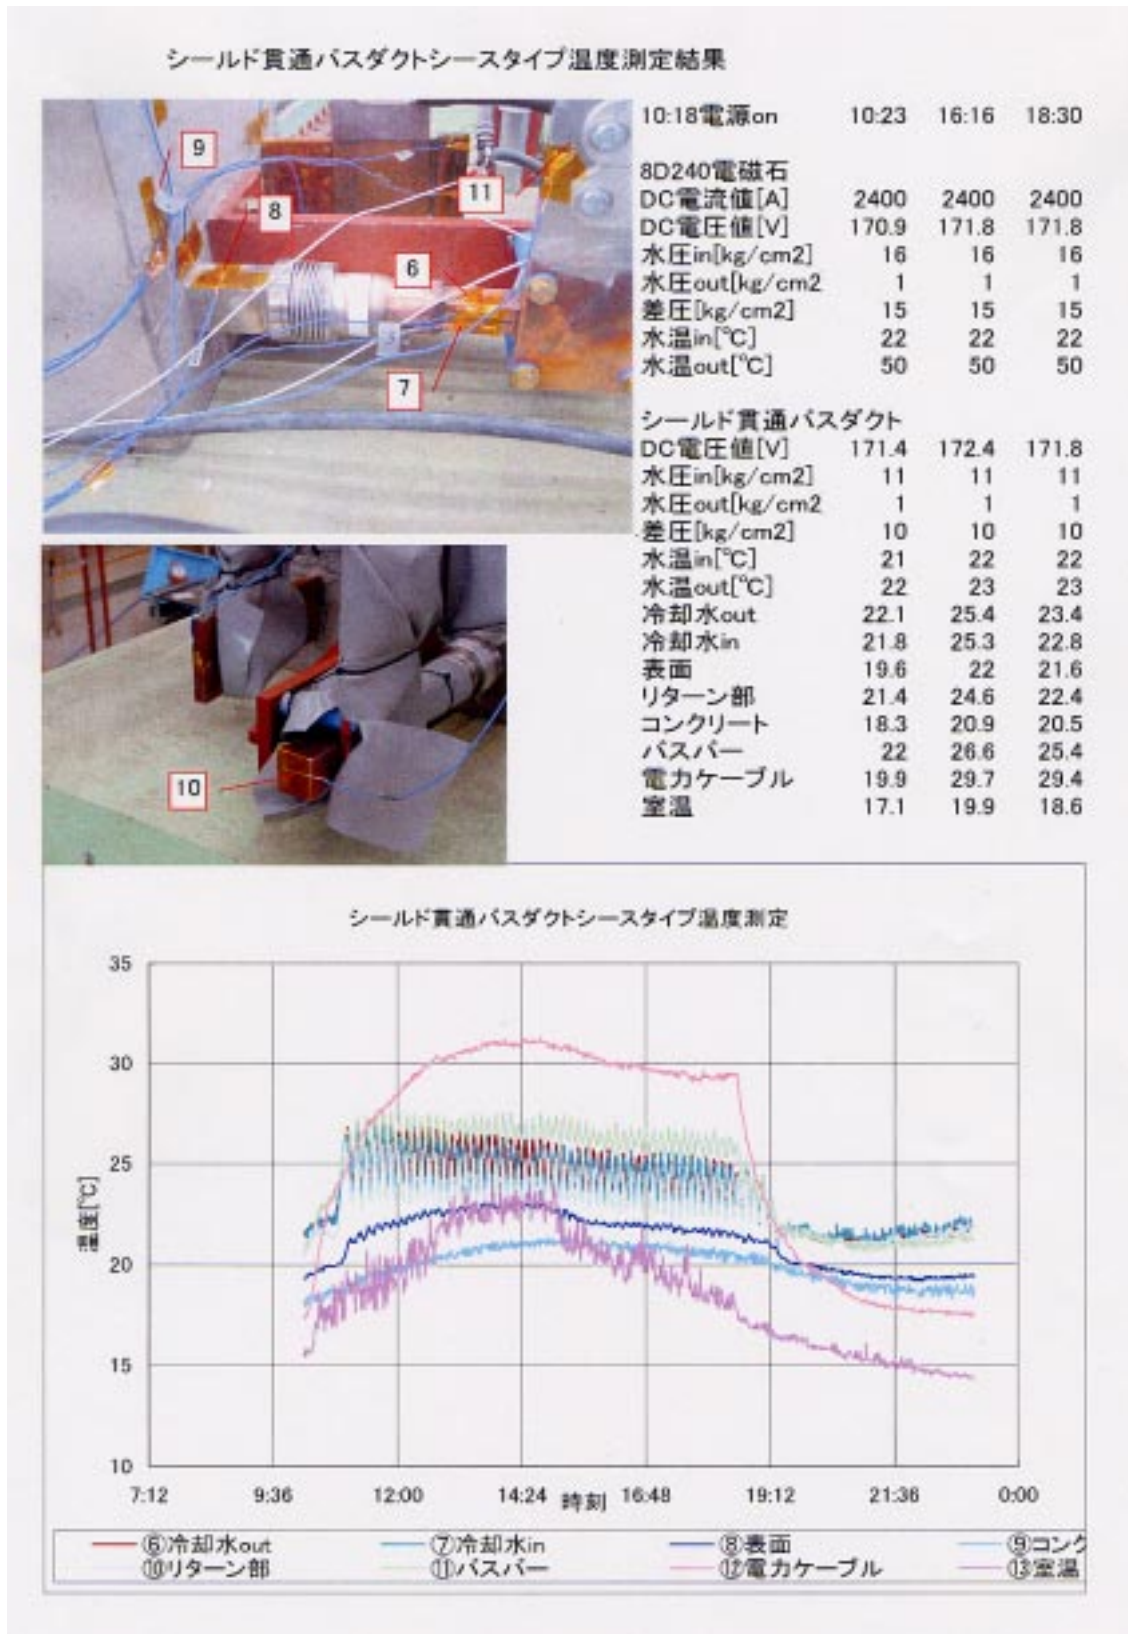 シールド貫通バスダクトシースタイプ温度測定結果
9
8
11
6
7
10
10:18電源on 10:23 16:16 18:30
8D240電磁石
DC電流値[A] 2400 2400 2400
DC電圧値[V] 170.9 171.8 171.8
水圧in[kg/cm2] 16 16 16
水圧out[kg/cm2 1 1 1
差圧[kg/cm2] 15 15 15
水温in[℃] 22 22 22
水温out[℃] 50 50 50
シールド貫通バスダクト
DC電圧値[V] 171.4 172.4 171.8
水圧in[kg/cm2] 11 11 11
水圧out[kg/cm2 1 1 1
差圧[kg/cm2] 10 10 10
水温in[℃] 21 22 22
水温out[℃] 22 23 23
冷却水out 22.1 25.4 23.4
冷却水in 21.8 25.3 22.8
表面 19.6 22 21.6
リターン部 21.4 24.6 22.4
コンクリート 18.3 20.9 20.5
バスバー 22 26.6 25.4
電力ケーブル 19.9 29.7 29.4
室温 17.1 19.9 18.6
シールド貫通バスダクトシースタイプ温度測定
35
30
25
20
15
10
温度[℃]
7:12 9:36 12:00 14:24 16:48 19:12 21:36 0:00
時刻
⑥冷却水out ⑦冷却水in ⑧表面 ⑨コンク
⑩リターン部 ⑪バスバー ⑫電力ケーブル ⑬室温